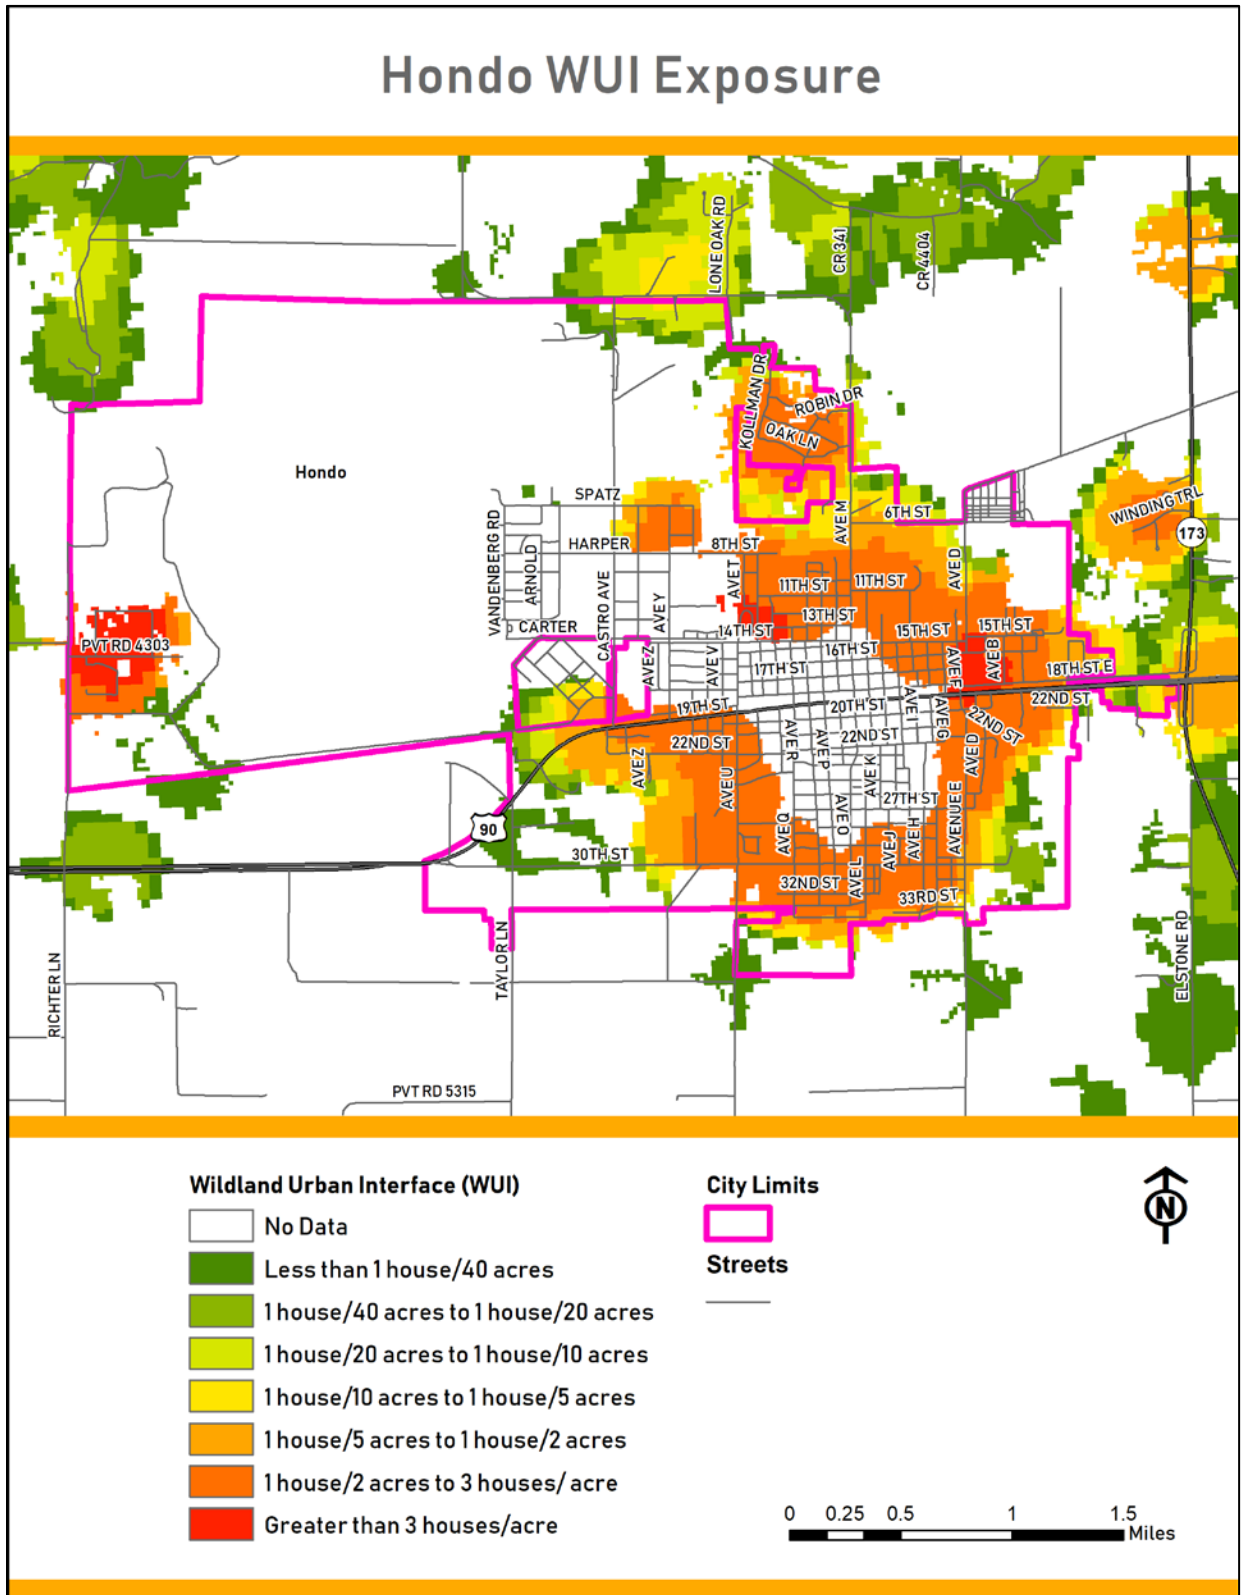 Hondo WUI Exposure
LONE OAK RD
CR 341
CR 4404
KOLLMAN DR
ROBIN DR
OAK LN
Hondo
SPATZ
AVE M
6TH ST
WINDING TRL
173
VANDENBERG RD
ARNOLD
HARPER
8TH ST
CASTRO AVE
AVE Y
AVE T
11TH ST
11TH ST
AVE D
CARTER
14TH ST
13TH ST
15TH ST
15TH ST
PVT RD 4303
AVE Z
AVE V
17TH ST
16TH ST
AVE F
AVE B
18TH ST E
19TH ST
20TH ST
AVE I
AVE G
22ND ST
22ND ST
22ND ST
AVE R
AVE P
22ND ST
AVE D
AVE Z
AVE U
AVE K
27TH ST
AVE O
AVE Q
AVE J
AVE H
AVENUE E
90
30TH ST
32ND ST
AVE L
33RD ST
RICHTER LN
TAYLOR LN
ELSTONE RD
PVT RD 5315
Wildland Urban Interface (WUI)
No Data
Less than 1 house/40 acres
1 house/40 acres to 1 house/20 acres
1 house/20 acres to 1 house/10 acres
1 house/10 acres to 1 house/5 acres
1 house/5 acres to 1 house/2 acres
1 house/2 acres to 3 houses/ acre
Greater than 3 houses/acre
City Limits
Streets
N
0 0.25 0.5 1 1.5
Miles